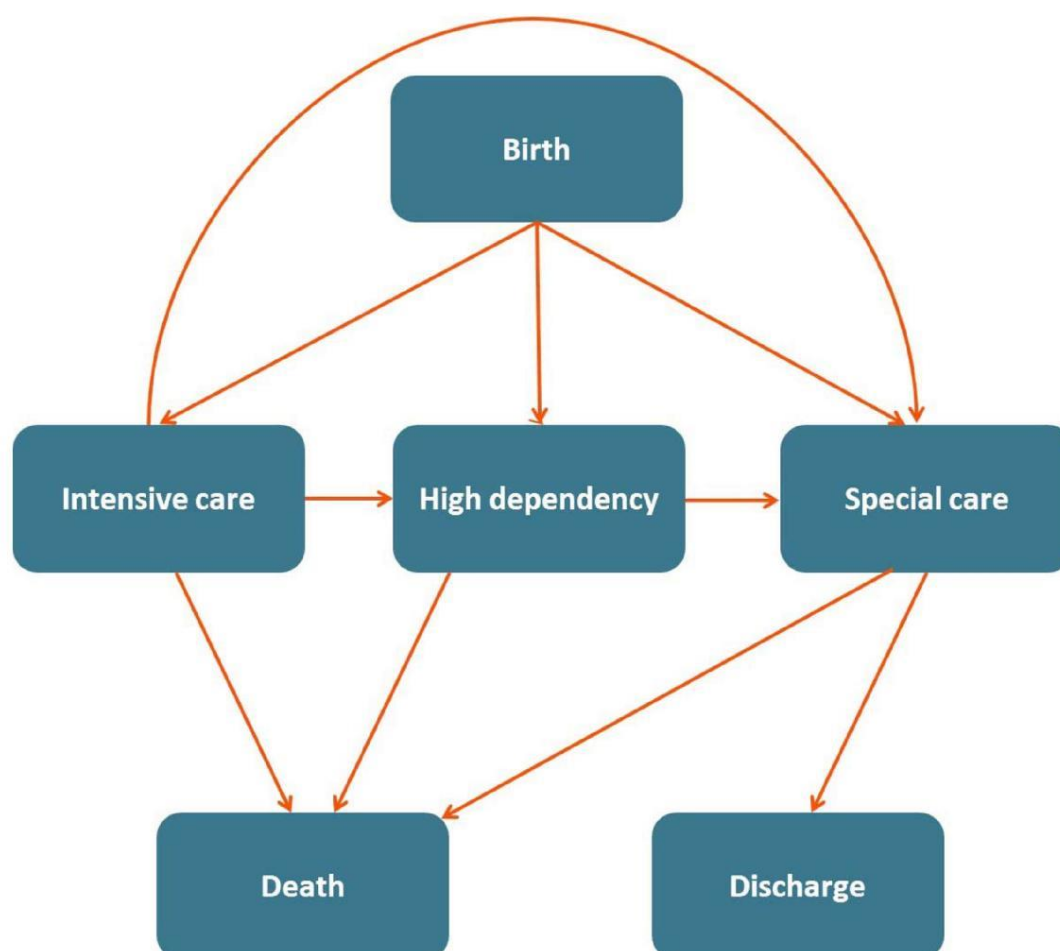 Birth
Intensive care
High dependency
Special care
Death
Discharge